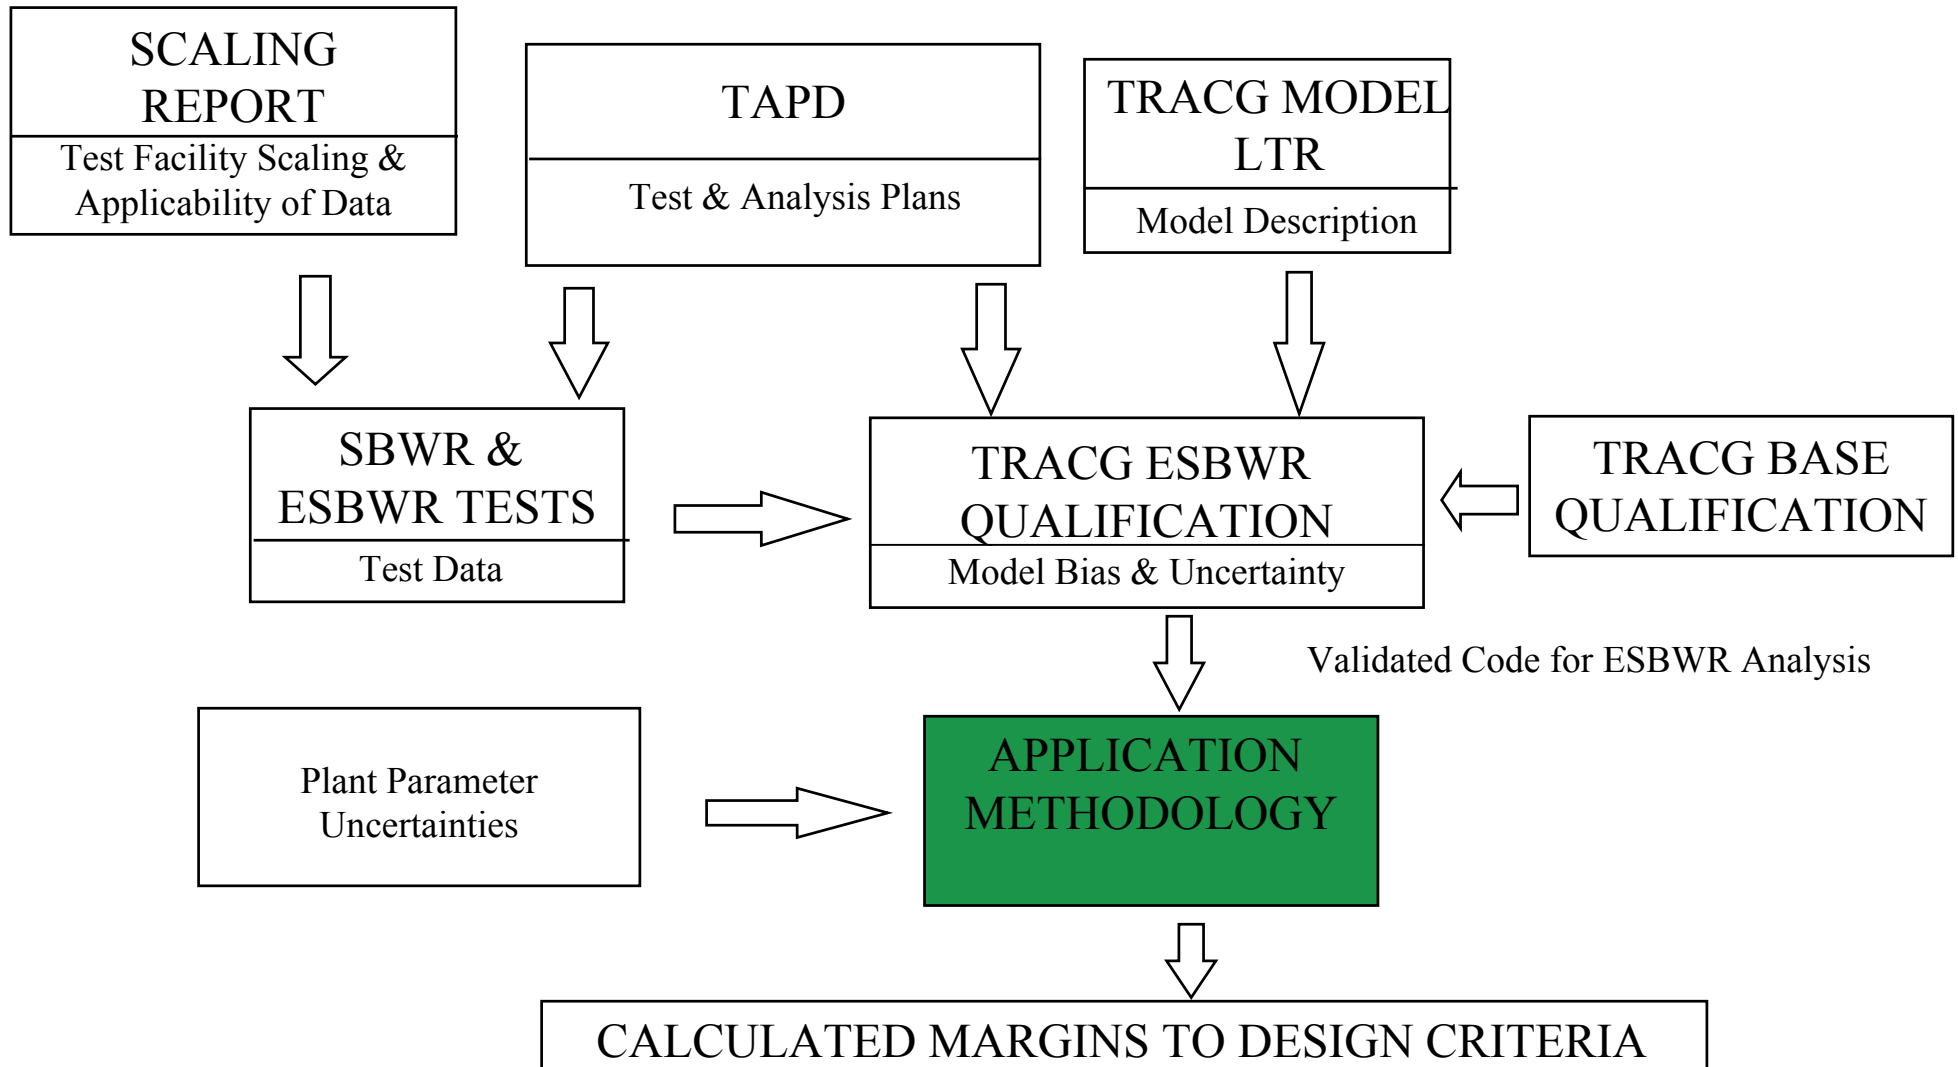 SCALING
REPORT
Test Facility Scaling &
Applicability of Data
TAPD
Test & Analysis Plans
TRACG MODEL
LTR
Model Description
SBWR &
ESBWR TESTS
Test Data
TRACG ESBWR
QUALIFICATION
Model Bias & Uncertainty
TRACG BASE
QUALIFICATION
Validated Code for ESBWR Analysis
Plant Parameter
Uncertainties
APPLICATION
METHODOLOGY
CALCULATED MARGINS TO DESIGN CRITERIA